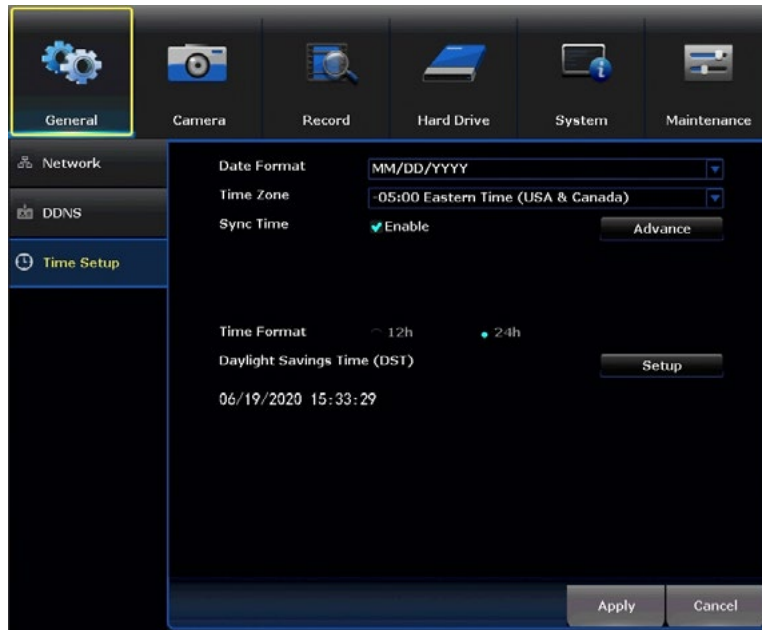 General Camera Record Hard Drive System Maintenance
Network
DDNS
Time Setup
Date Format MM/DD/YYYY
Time Zone -05:00 Eastern Time (USA & Canada)
Sync Time Enable Advance
Time Format 12h 24h
Daylight Savings Time (DST) Setup
06/19/2020 15:33:29
Apply Cancel